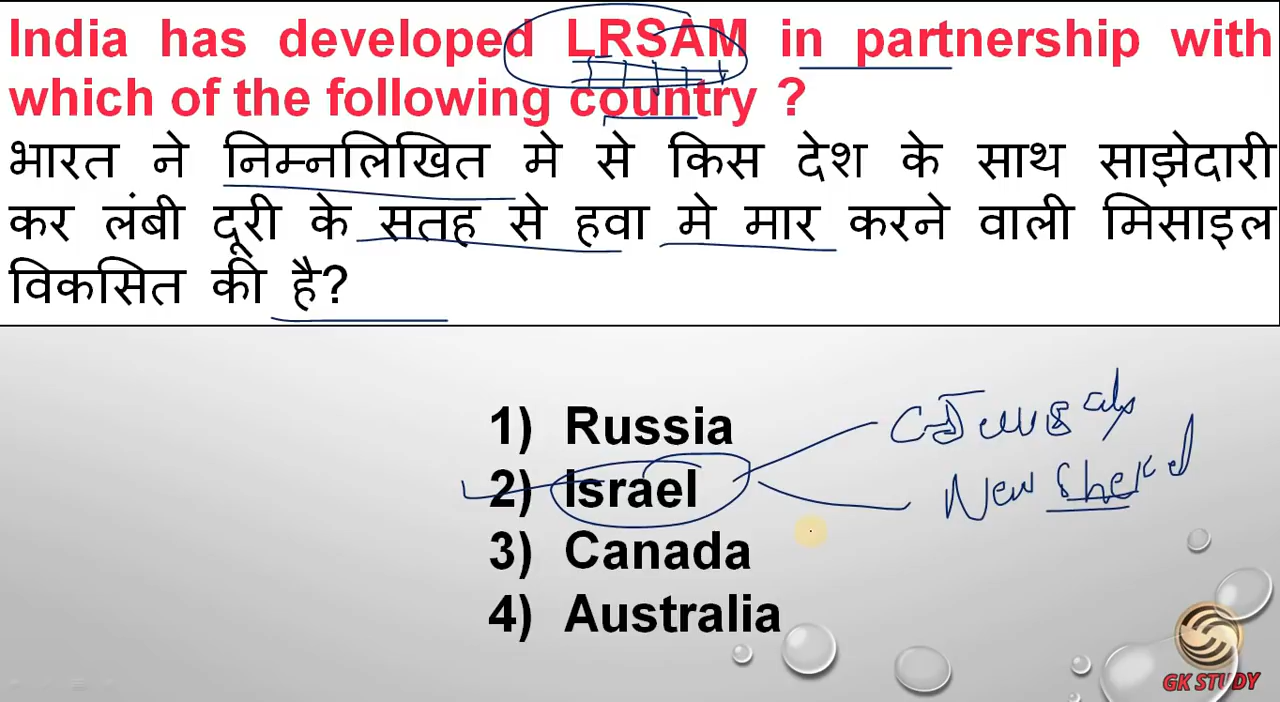 India has developed LRSAM in partnership with
which of the following country ?
भारत ने निम्नलिखित मे से किस देश के साथ साझेदारी
कर लंबी दूरी के सतह से हवा मे मार करने वाली मिसाइल
विकसित की है?
1) Russia
2) Israel
3) Canada
4) Australia
New Shekel
GK STUDY